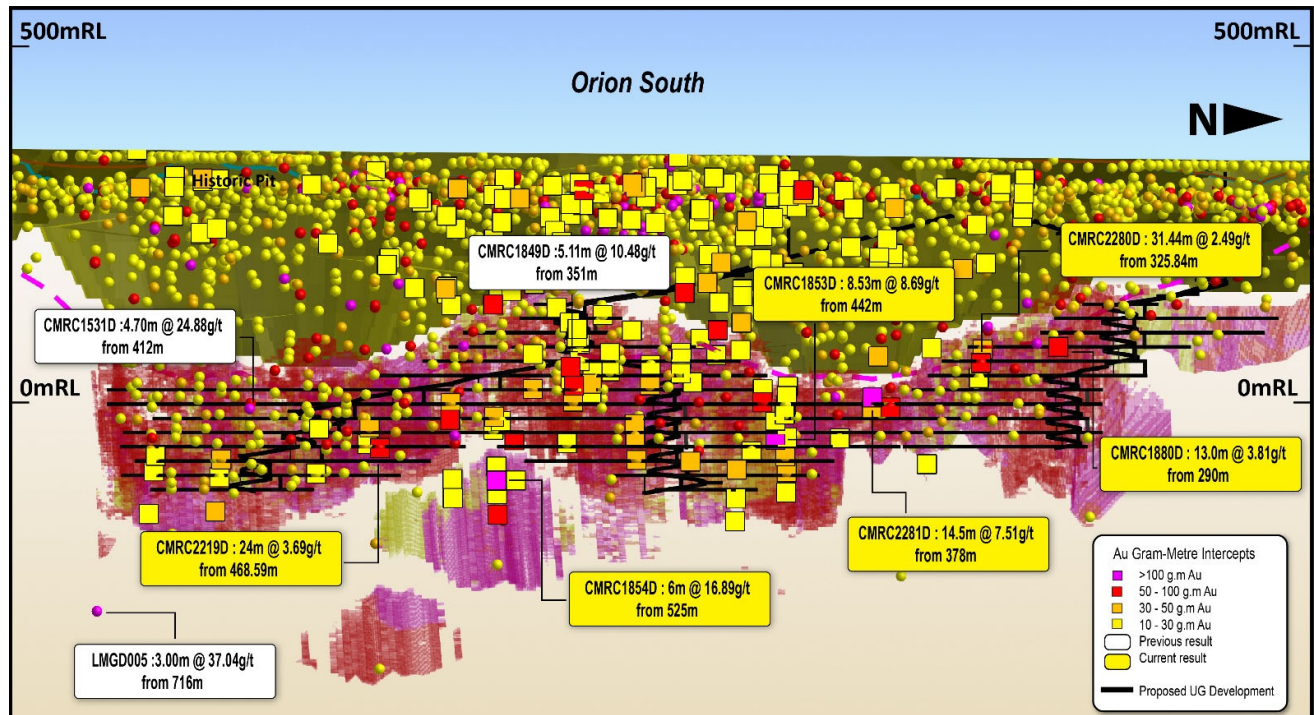 500mRL
500mRL
Orion South
N
Historic Pit
CMRC1849D :5.11m @ 10.48g/t
from 351m
CMRC2280D : 31.44m @ 2.49g/t
from 325.84m
CMRC1853D : 8.53m @ 8.69g/t
from 442m
CMRC1531D :4.70m @ 24.88g/t
from 412m
0mRL
0mRL
CMRC1880D : 13.0m @ 3.81g/t
from 290m
CMRC2281D : 14.5m @ 7.51g/t
from 378m
CMRC2219D : 24m @ 3.69g/t
from 468.59m
CMRC1854D : 6m @ 16.89g/t
from 525m
LMGD005 :3.00m @ 37.04g/t
from 716m
Au Gram-Metre Intercepts
>100 g.m Au
50 - 100 g.m Au
30 - 50 g.m Au
10 - 30 g.m Au
Previous result
Current result
Proposed UG Development